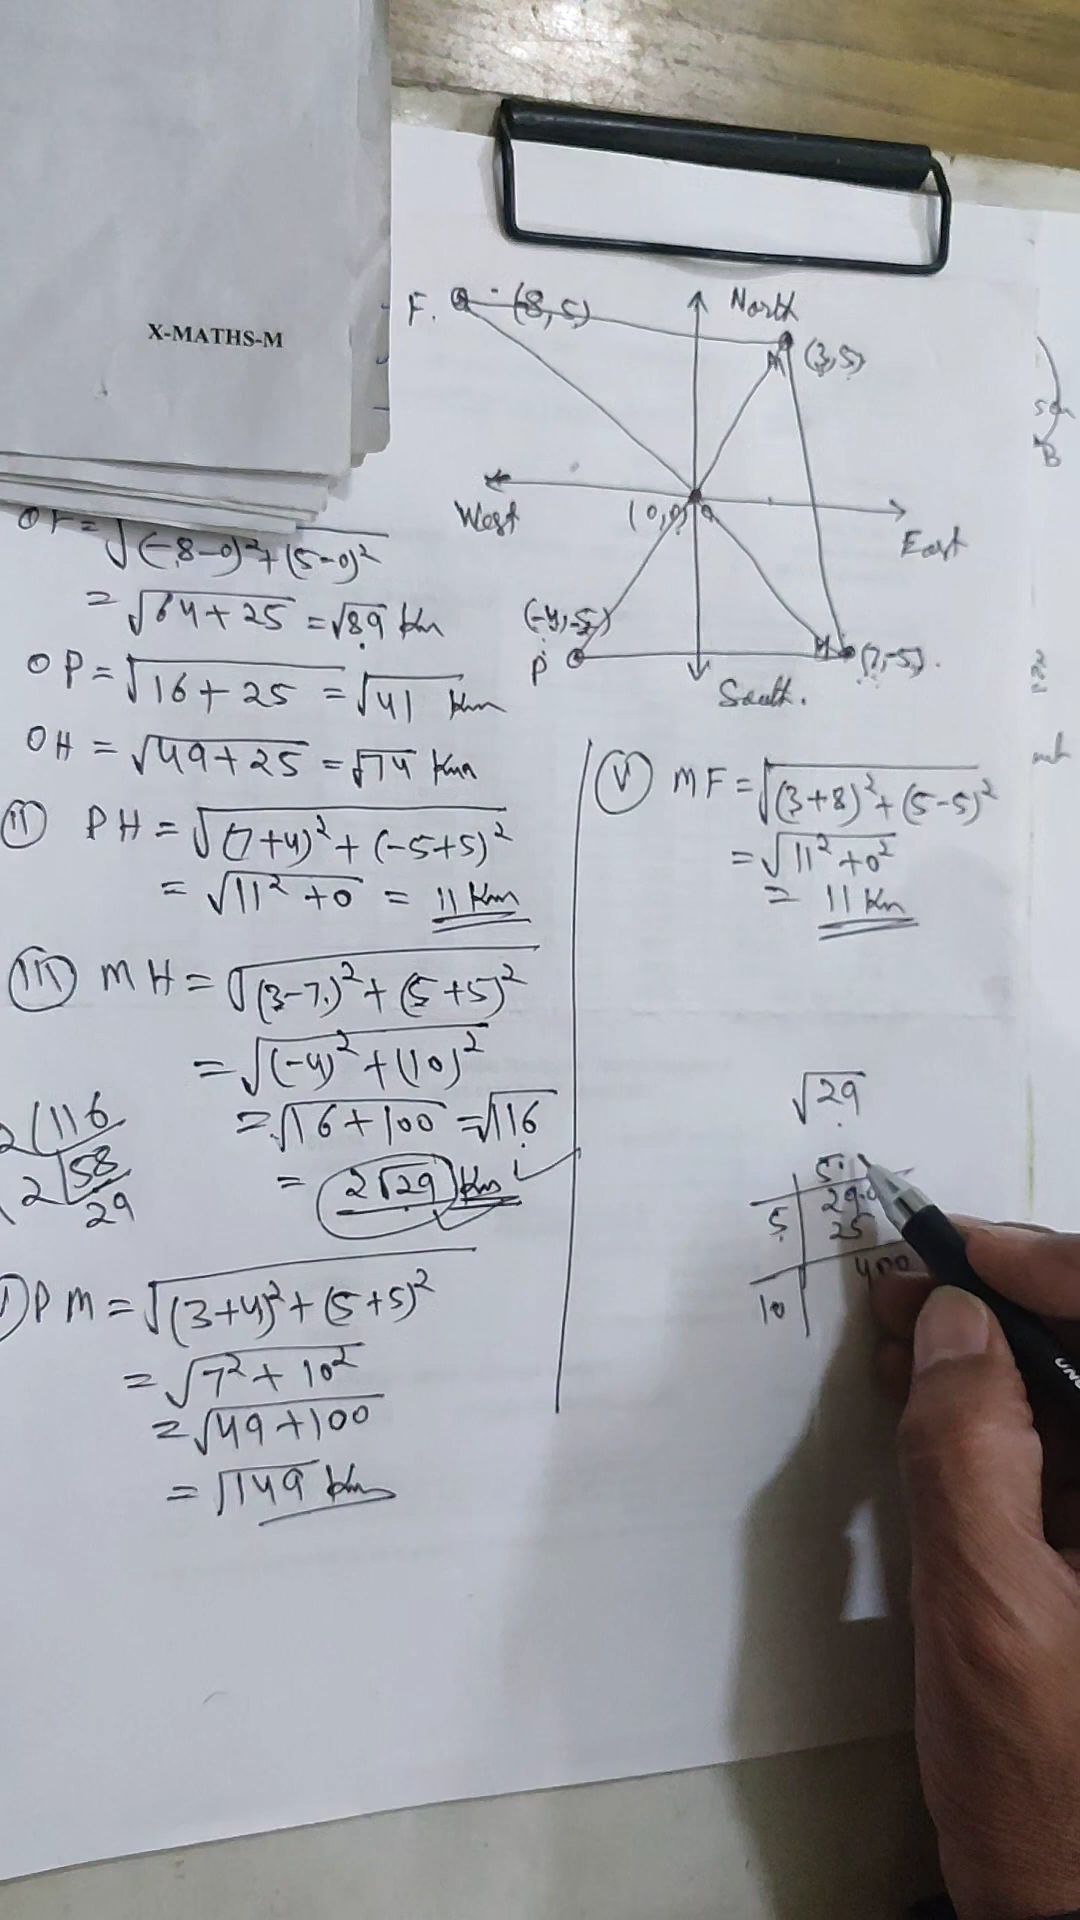 X-MATHS-M
F. (-8,5)
North
M (3,5)
West
(0,0) O
East
(-4,-5)
P
H (7,-5).
South.
= √(-8-0)²+(5-0)²
= √64+25 = √89 Km
OP = √16+25 = √41 Km
OH = √49+25 = √74 Km
(ii) PH = √(7+4)²+(-5+5)²
= √11²+0 = 11 Km
(iii) MH = √(3-7)²+(5+5)²
= √(-4)²+(10)²
= √16+100 = √116
= 2√29 Km
2 116
2 58
29
PM = √(3+4)²+(5+5)²
= √7²+10²
= √49+100
= √149 Km
(V) MF = √(3+8)²+(5-5)²
= √11²+0²
= 11 Km
√29
5.
5 29.0
25
10 400